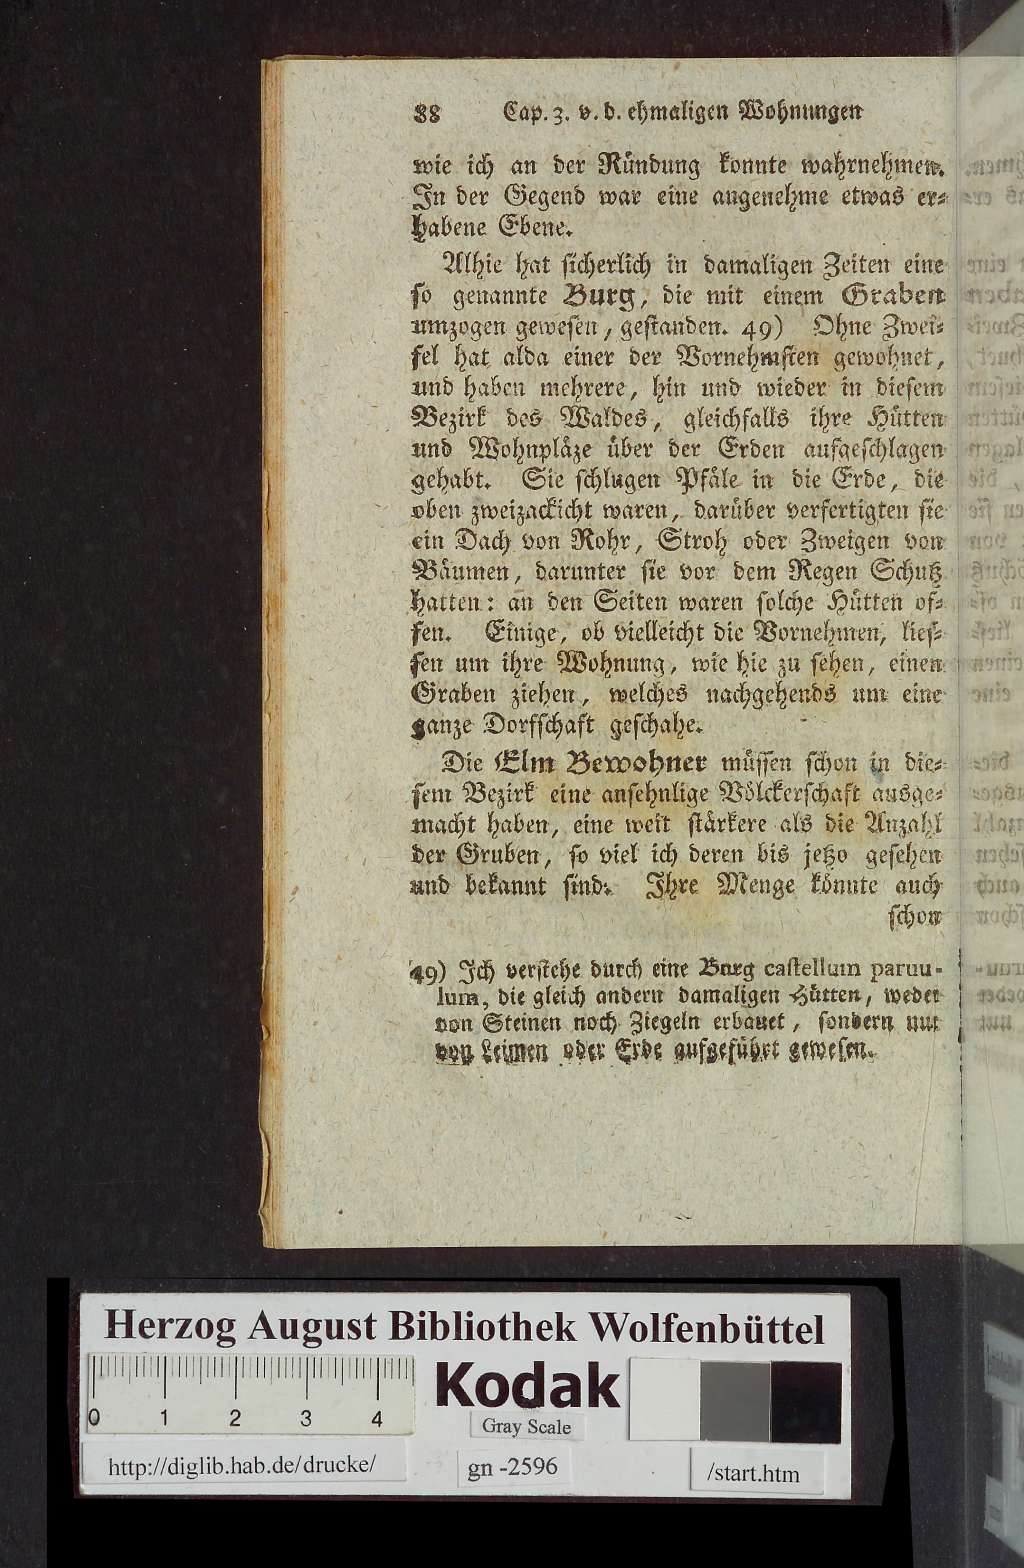 88 Cap. 3. v. d. ehmaligen Wohnungen
wie ich an der Ründung konnte wahrnehmen.
In der Gegend war eine angenehme etwas er-
habene Ebene.
Alhie hat sicherlich in damaligen Zeiten eine
so genannte Burg, die mit einem Graben
umzogen gewesen, gestanden. 49) Ohne Zwei-
fel hat alda einer der Vornehmsten gewohnet,
und haben mehrere, hin und wieder in diesem
Bezirk des Waldes, gleichfalls ihre Hütten
und Wohnpläze über der Erden aufgeschlagen
gehabt. Sie schlugen Pfäle in die Erde, die
oben zweizackicht waren, darüber verfertigten sie
ein Dach von Rohr, Stroh oder Zweigen von
Bäumen, darunter sie vor dem Regen Schutz
hatten: an den Seiten waren solche Hütten of-
fen. Einige, ob vielleicht die Vornehmen, lies-
sen um ihre Wohnung, wie hie zu sehen, einen
Graben ziehen, welches nachgehends um eine
ganze Dorfschaft geschahe.
Die Elm Bewohner müssen schon in die-
sem Bezirk eine ansehnlige Völckerschaft ausge-
macht haben, eine weit stärkere als die Anzahl
der Gruben, so viel ich deren bis jetzo gesehen
und bekannt sind. Ihre Menge könnte auch
schon
49) Ich verstehe durch eine Burg castellum paruu-
lum, die gleich andern damaligen Hütten, weder
von Steinen noch Ziegeln erbauet, sondern nur
von Leimen oder Erde aufgeführt gewesen.
Herzog August Bibliothek Wolfenbüttel
Kodak
0 1 2 3 4
Gray Scale
http://diglib.hab.de/drucke/
gn -2596
/start.htm